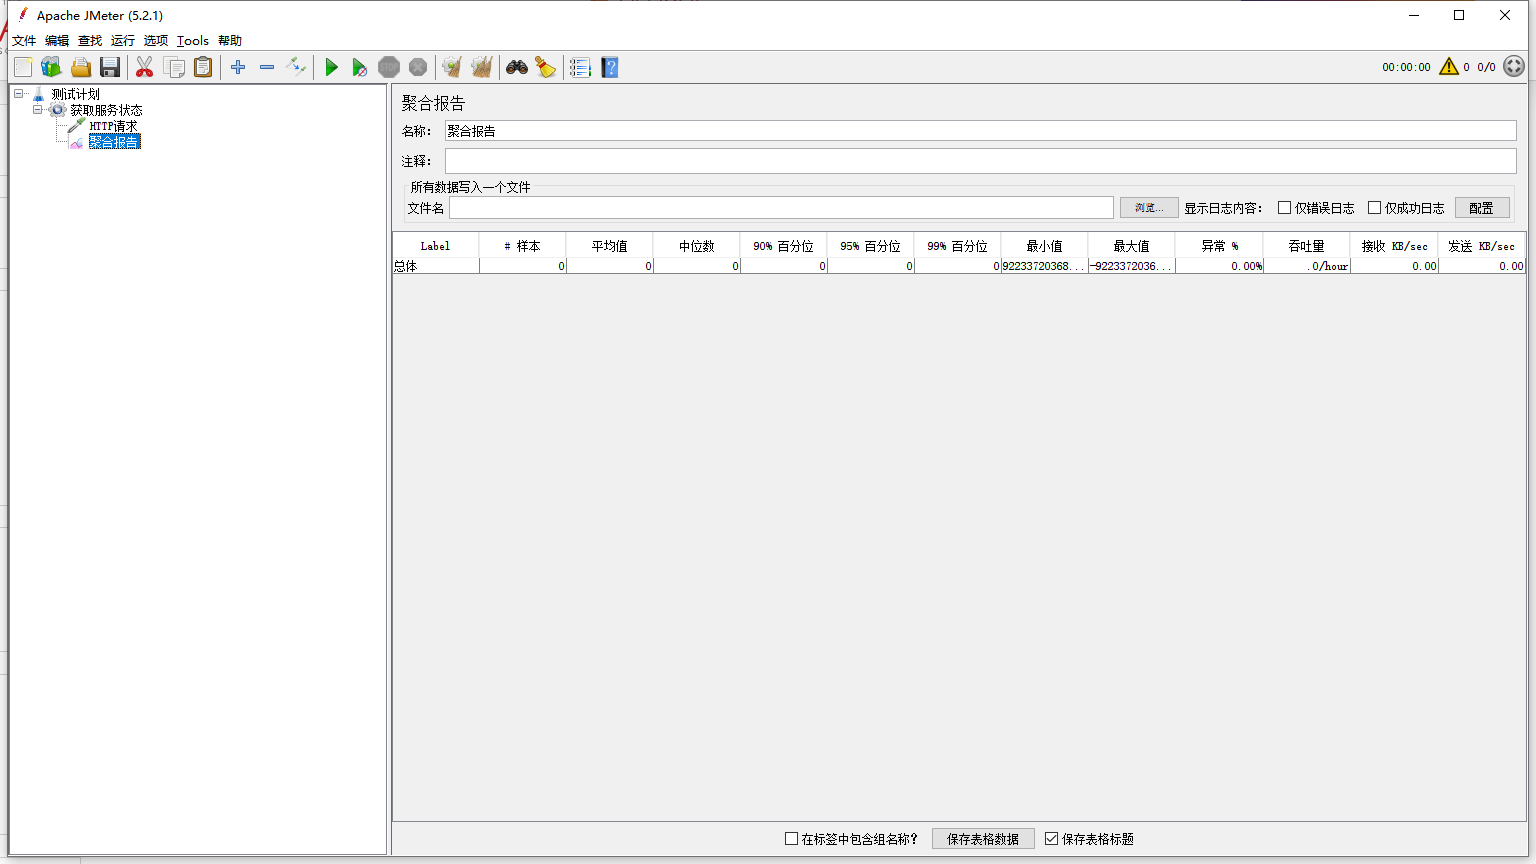 Apache JMeter (5.2.1)
文件 编辑 查找 运行 选项 Tools 帮助
STOP
00:00:00 0 0/0
测试计划
获取服务状态
HTTP请求
聚合报告
聚合报告
名称： 聚合报告
注释：
所有数据写入一个文件
文件名 浏览... 显示日志内容： 仅错误日志 仅成功日志 配置
Label # 样本 平均值 中位数 90% 百分位 95% 百分位 99% 百分位 最小值 最大值 异常 % 吞吐量 接收 KB/sec 发送 KB/sec
总体 0 0 0 0 0 0 92233720368... -9223372036... 0.00% .0/hour 0.00 0.00
在标签中包含组名称? 保存表格数据 保存表格标题